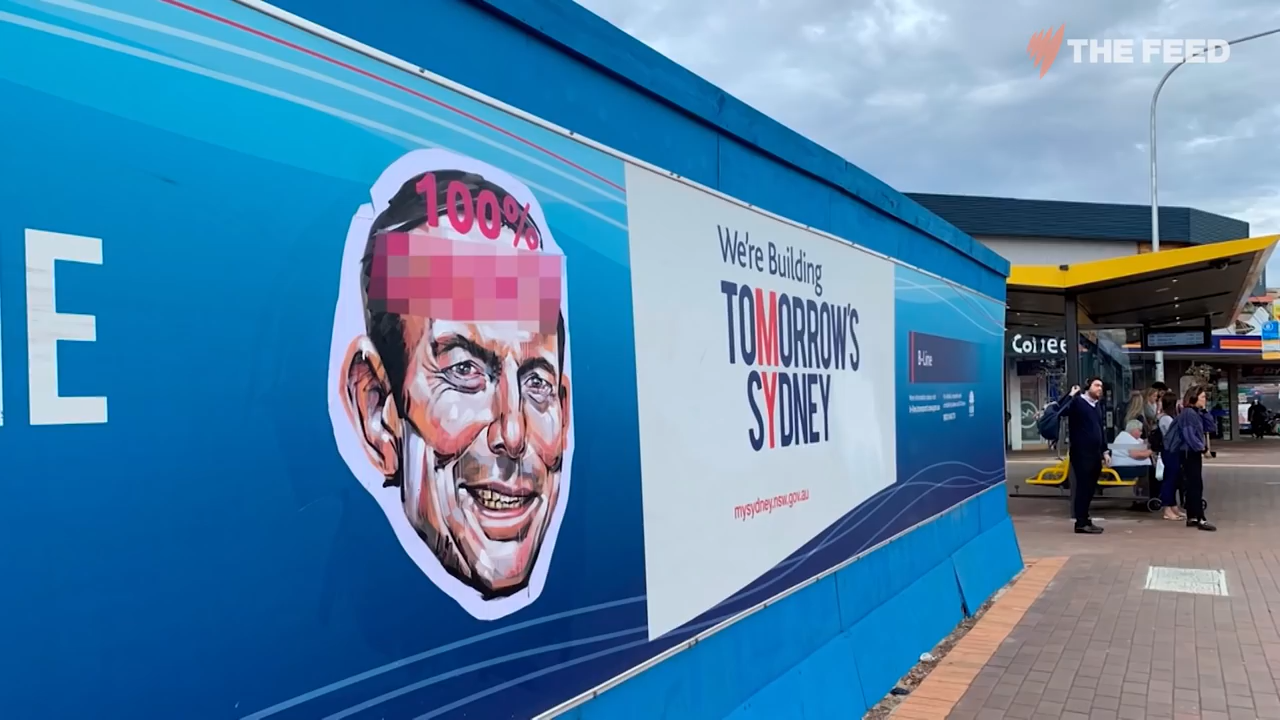 THE FEED
E
100%
We're Building
TOMORROW'S
SYDNEY
mysydney.nsw.gov.au
B-Line
Coffee